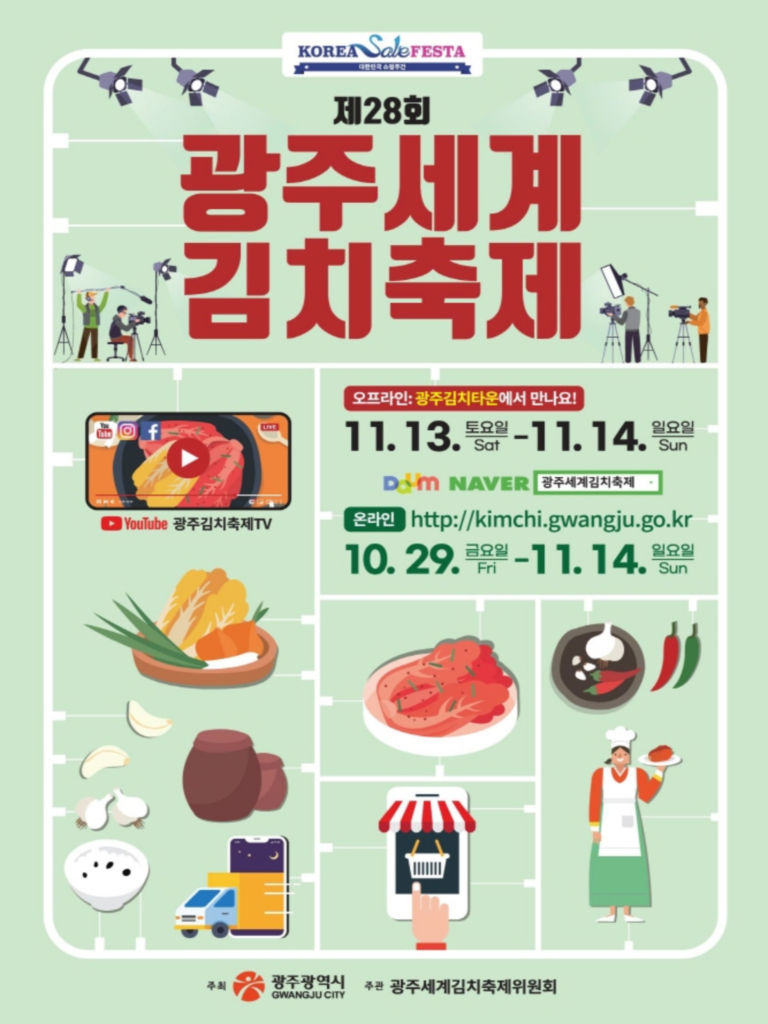 KOREA Sale FESTA
대한민국 쇼핑주간
제28회
광주세계
김치축제
오프라인: 광주김치타운에서 만나요!
11. 13. 토요일 Sat - 11. 14. 일요일 Sun
Daum NAVER 광주세계김치축제
온라인 http://kimchi.gwangju.go.kr
10. 29. 금요일 Fri - 11. 14. 일요일 Sun
You Tube
LIVE
YouTube 광주김치축제TV
주최 광주광역시 GWANGJU CITY 주관 광주세계김치축제위원회